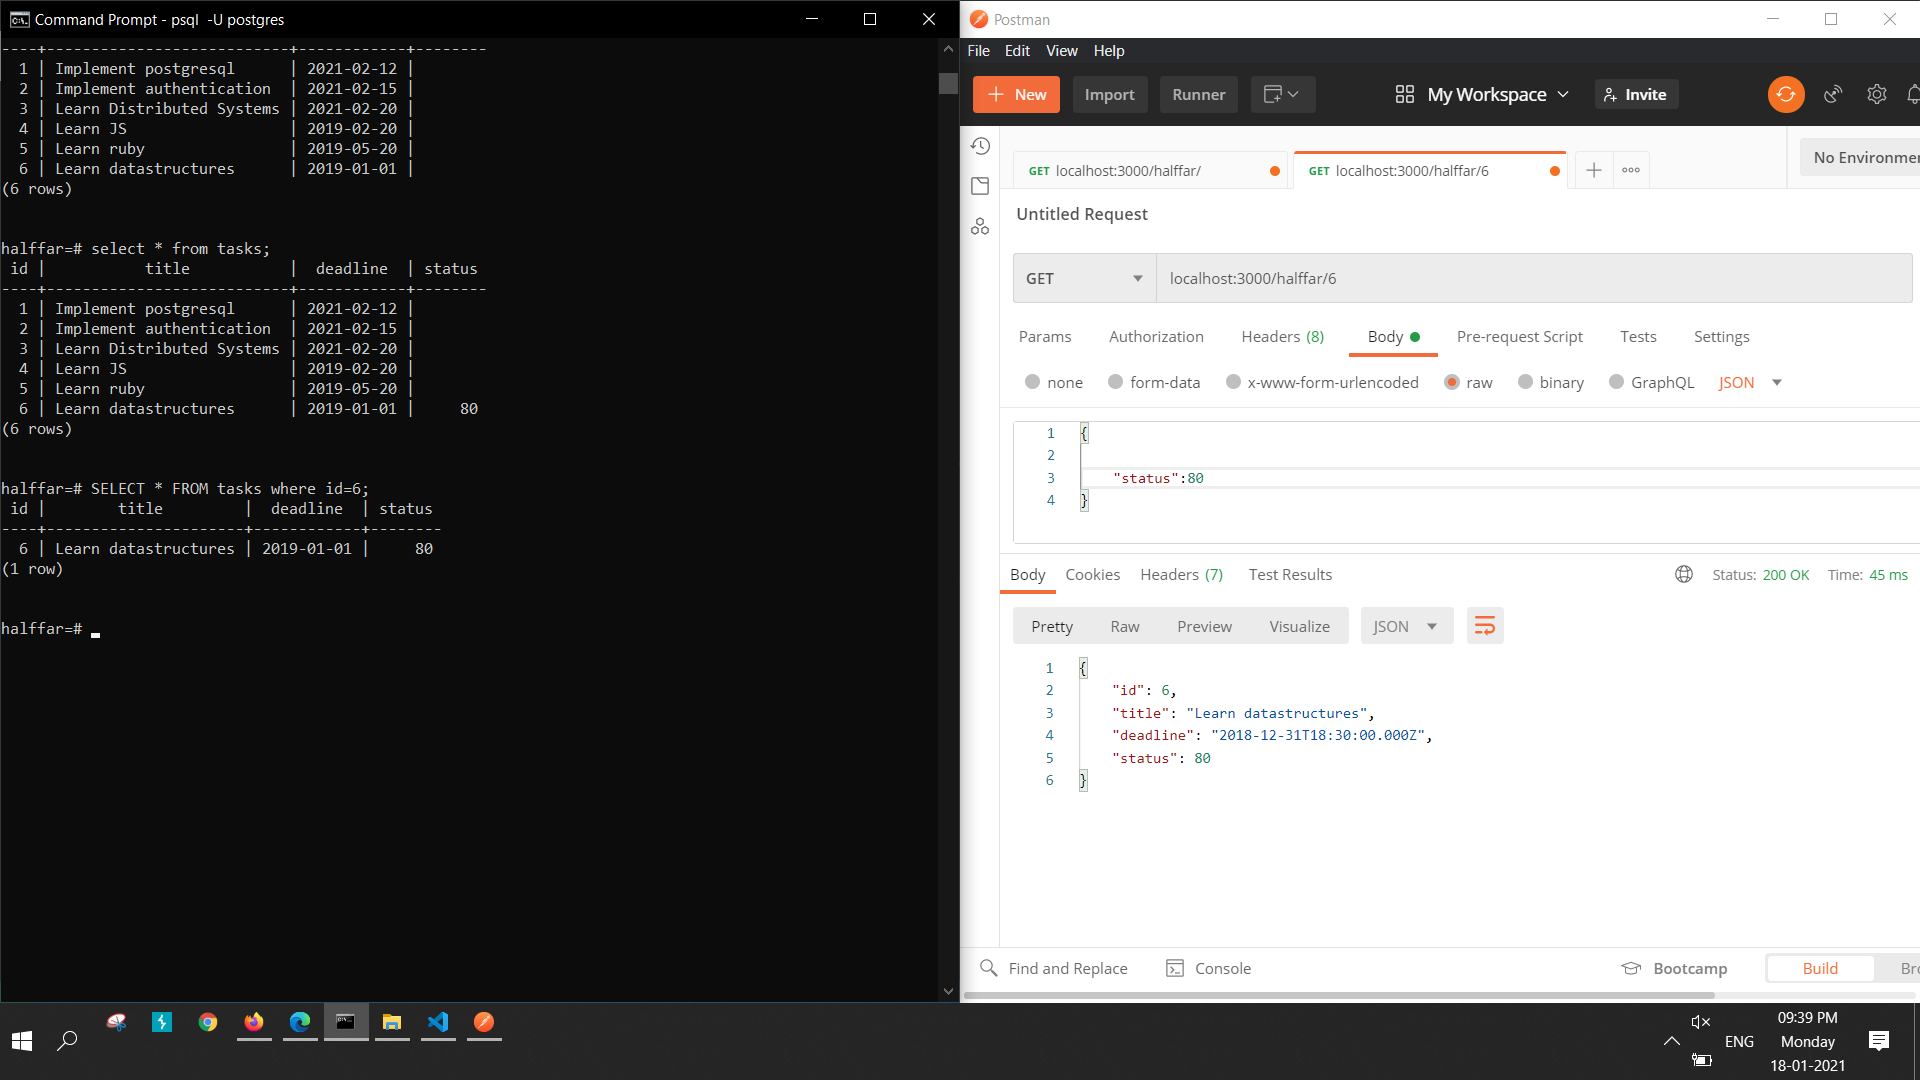 Command Prompt - psql  -U postgres
----+---------------------------+------------+--------
  1 | Implement postgresql      | 2021-02-12 |
  2 | Implement authentication  | 2021-02-15 |
  3 | Learn Distributed Systems | 2021-02-20 |
  4 | Learn JS                  | 2019-02-20 |
  5 | Learn ruby                | 2019-05-20 |
  6 | Learn datastructures      | 2019-01-01 |
(6 rows)
halffar=# select * from tasks;
 id |           title           |  deadline  | status
----+---------------------------+------------+--------
  1 | Implement postgresql      | 2021-02-12 |
  2 | Implement authentication  | 2021-02-15 |
  3 | Learn Distributed Systems | 2021-02-20 |
  4 | Learn JS                  | 2019-02-20 |
  5 | Learn ruby                | 2019-05-20 |
  6 | Learn datastructures      | 2019-01-01 |     80
(6 rows)
halffar=# SELECT * FROM tasks where id=6;
 id |        title         |  deadline  | status
----+----------------------+------------+--------
  6 | Learn datastructures | 2019-01-01 |     80
(1 row)
halffar=#
Postman
File Edit View Help
+ New Import Runner My Workspace Invite
GET localhost:3000/halffar/ GET localhost:3000/halffar/6 No Environmen
Untitled Request
GET localhost:3000/halffar/6
Params Authorization Headers (8) Body Pre-request Script Tests Settings
none form-data x-www-form-urlencoded raw binary GraphQL JSON
1 {
2
3 "status":80
4 }
Body Cookies Headers (7) Test Results Status: 200 OK Time: 45 ms
Pretty Raw Preview Visualize JSON
1 {
2 "id": 6,
3 "title": "Learn datastructures",
4 "deadline": "2018-12-31T18:30:00.000Z",
5 "status": 80
6 }
Find and Replace Console Bootcamp Build Bro
09:39 PM
ENG Monday
18-01-2021